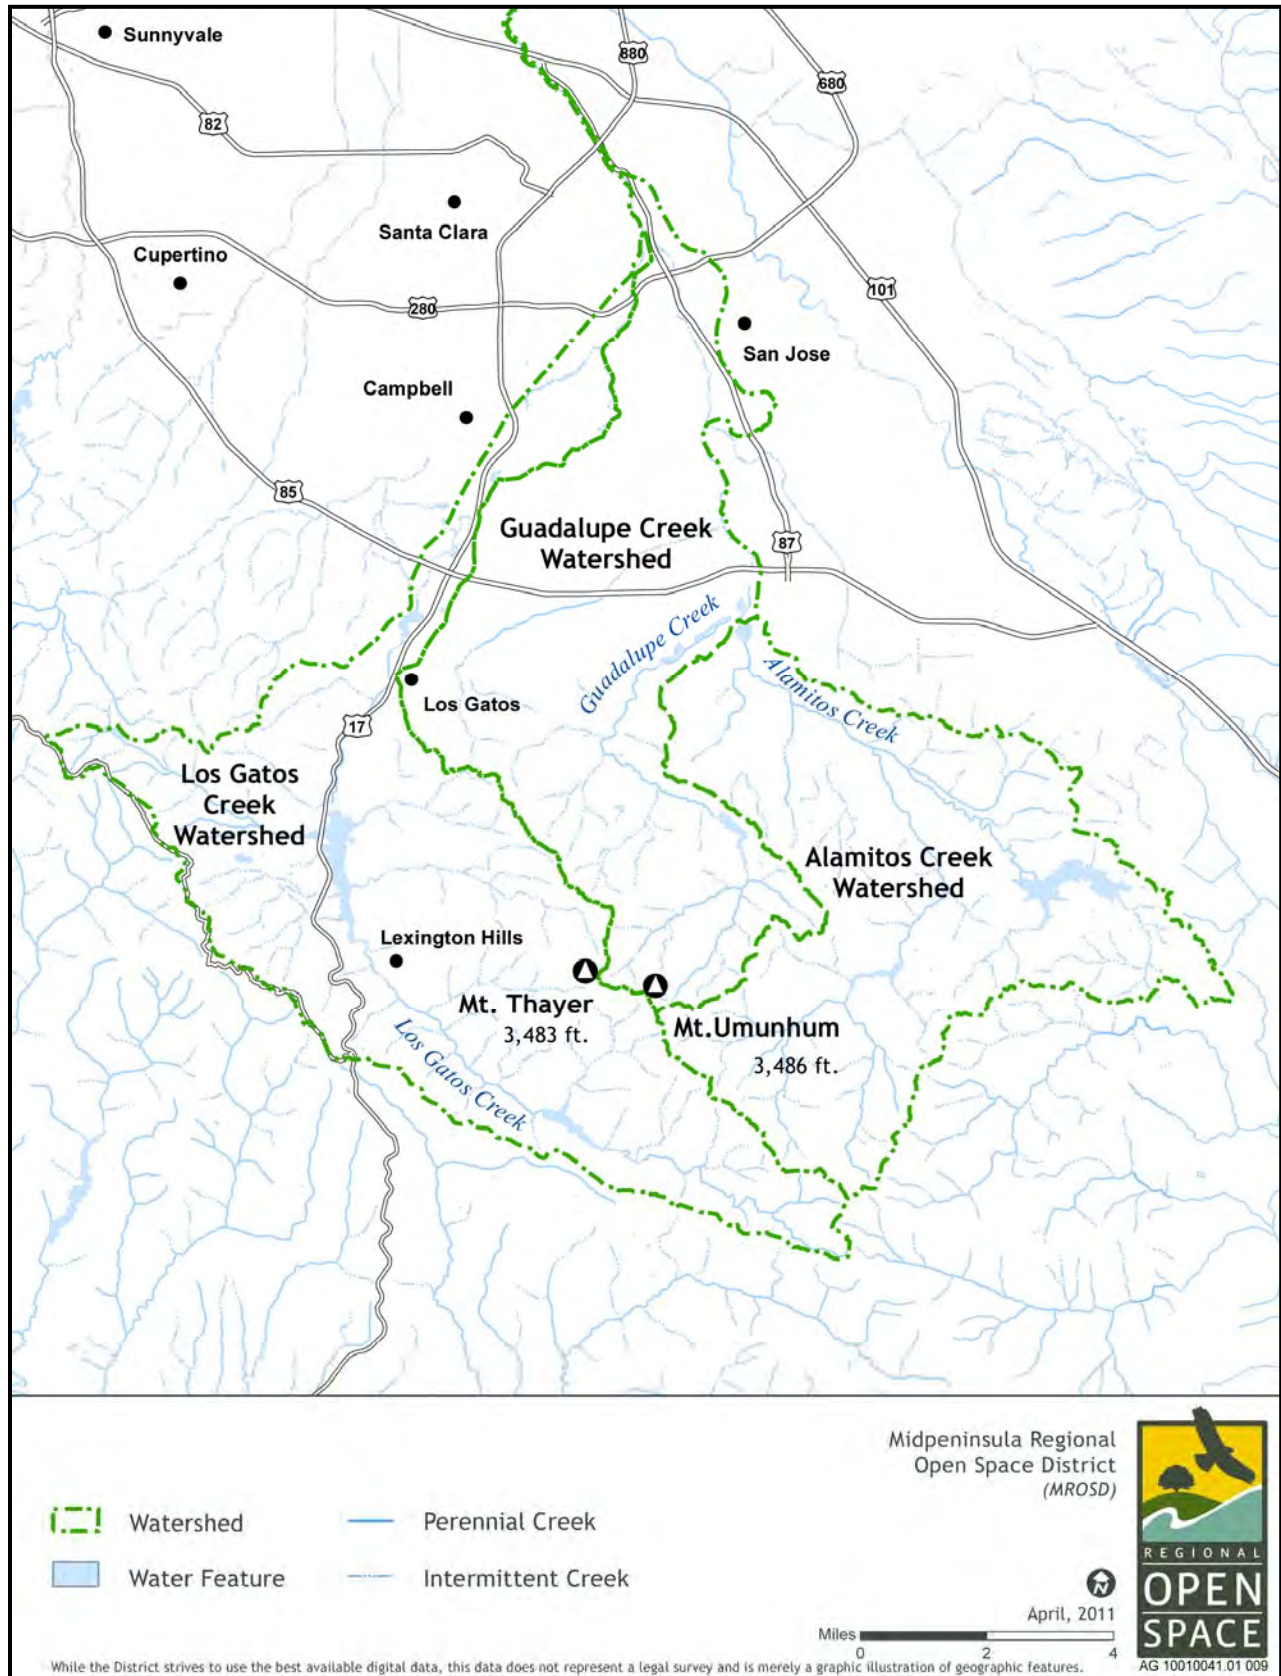 Sunnyvale
880
680
82
Santa Clara
Cupertino
280
101
San Jose
Campbell
85
Guadalupe Creek
Watershed
87
Guadalupe Creek
Alamitos Creek
Los Gatos
17
Los Gatos
Creek
Watershed
Alamitos Creek
Watershed
Lexington Hills
Mt. Thayer
3,483 ft.
Mt.Umunhum
3,486 ft.
Los Gatos Creek
Midpeninsula Regional
Open Space District
(MROSD)
Watershed
Perennial Creek
Water Feature
Intermittent Creek
N
April, 2011
Miles
0 2 4
REGIONAL
OPEN
SPACE
While the District strives to use the best available digital data, this data does not represent a legal survey and is merely a graphic illustration of geographic features.
AG 10010041.01 009